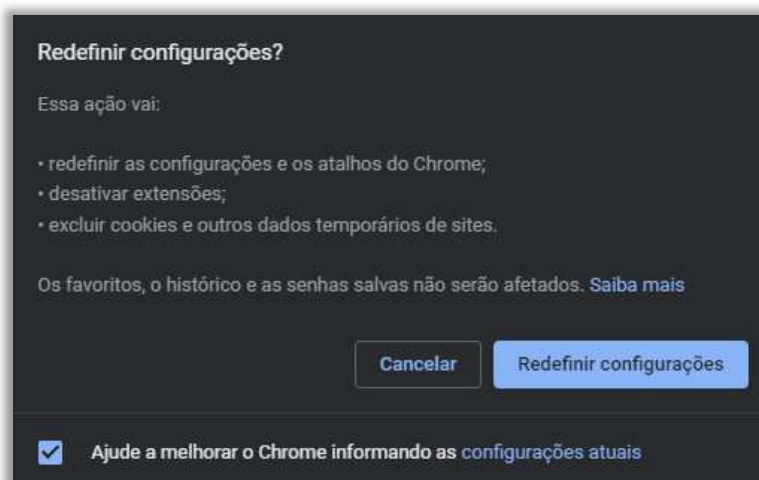 Redefinir configurações?
Essa ação vai:
• redefinir as configurações e os atalhos do Chrome;
• desativar extensões;
• excluir cookies e outros dados temporários de sites.
Os favoritos, o histórico e as senhas salvas não serão afetados. Saiba mais
Cancelar Redefinir configurações
Ajude a melhorar o Chrome informando as configurações atuais